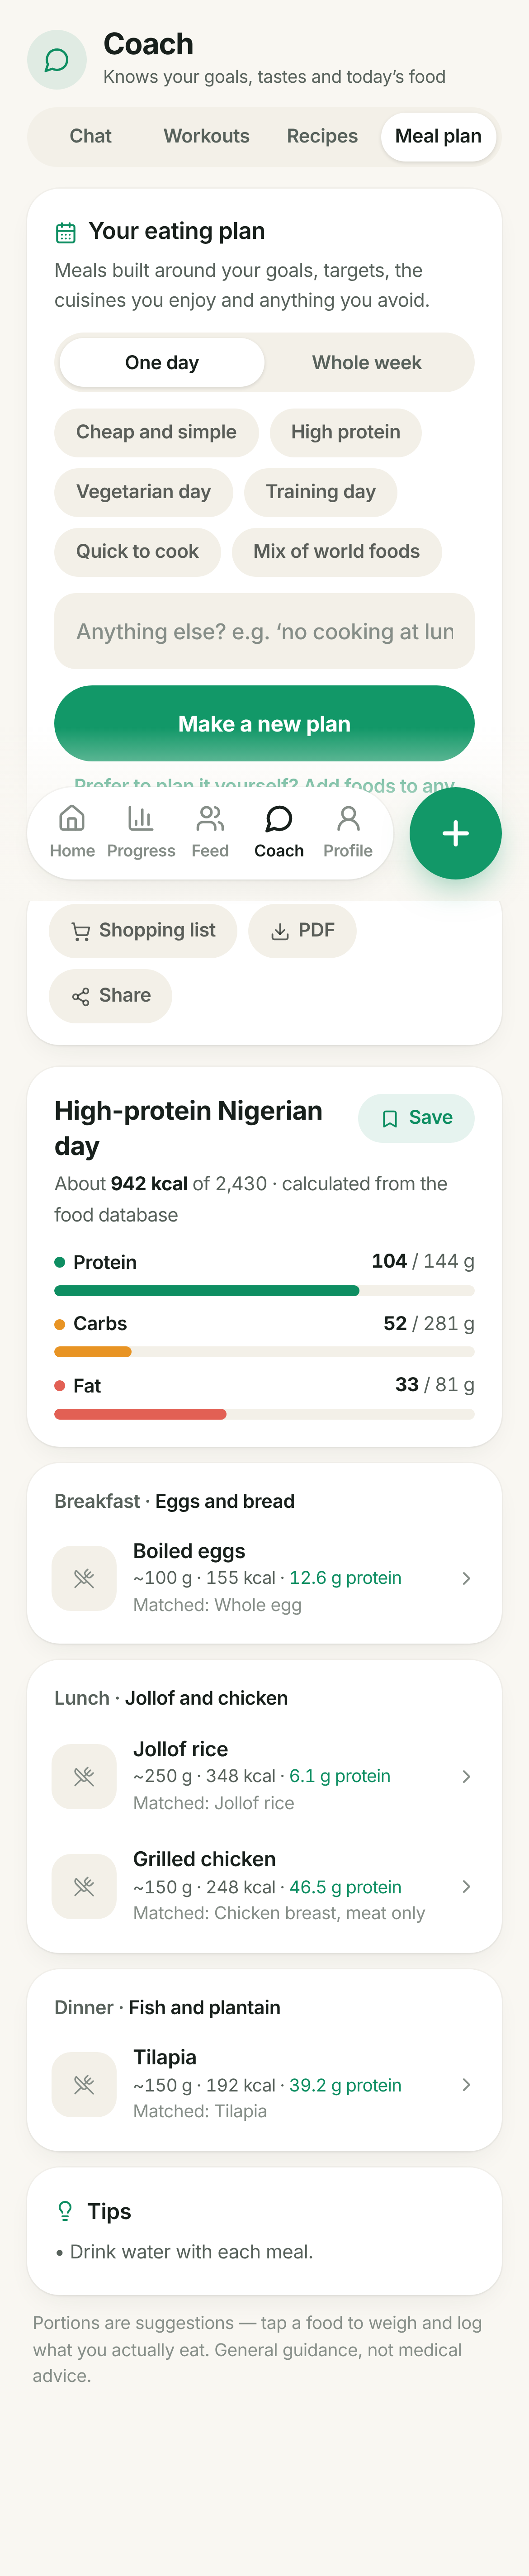 Coach
Knows your goals, tastes and today’s food
Chat
Workouts
Recipes
Meal plan
Your eating plan
Meals built around your goals, targets, the
cuisines you enjoy and anything you avoid.
One day
Whole week
Cheap and simple
High protein
Vegetarian day
Training day
Quick to cook
Mix of world foods
Anything else? e.g. ‘no cooking at lun
Make a new plan
Prefer to plan it yourself? Add foods to any
Home
Progress
Feed
Coach
Profile
Shopping list
PDF
Share
High-protein Nigerian
day
Save
About 942 kcal of 2,430 · calculated from the
food database
Protein
104 / 144 g
Carbs
52 / 281 g
Fat
33 / 81 g
Breakfast · Eggs and bread
Boiled eggs
~100 g · 155 kcal · 12.6 g protein
Matched: Whole egg
Lunch · Jollof and chicken
Jollof rice
~250 g · 348 kcal · 6.1 g protein
Matched: Jollof rice
Grilled chicken
~150 g · 248 kcal · 46.5 g protein
Matched: Chicken breast, meat only
Dinner · Fish and plantain
Tilapia
~150 g · 192 kcal · 39.2 g protein
Matched: Tilapia
Tips
• Drink water with each meal.
Portions are suggestions — tap a food to weigh and log
what you actually eat. General guidance, not medical
advice.